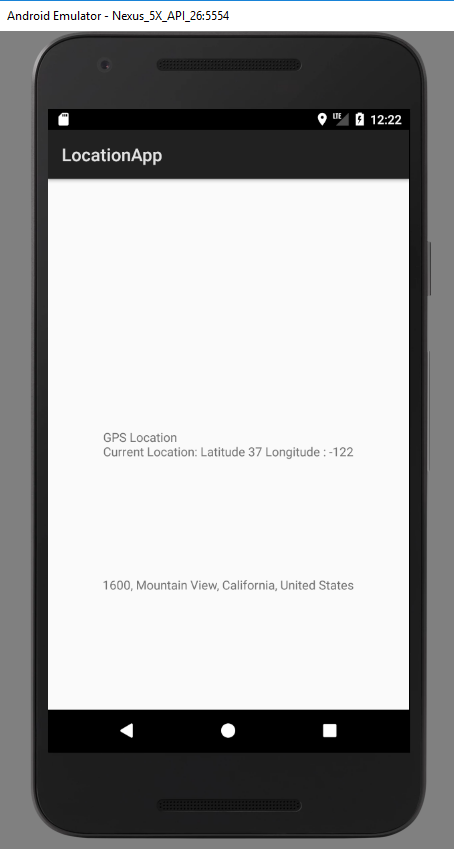 Android Emulator - Nexus_5X_API_26:5554
LTE 12:22
LocationApp
GPS Location
Current Location: Latitude 37 Longitude : -122
1600, Mountain View, California, United States